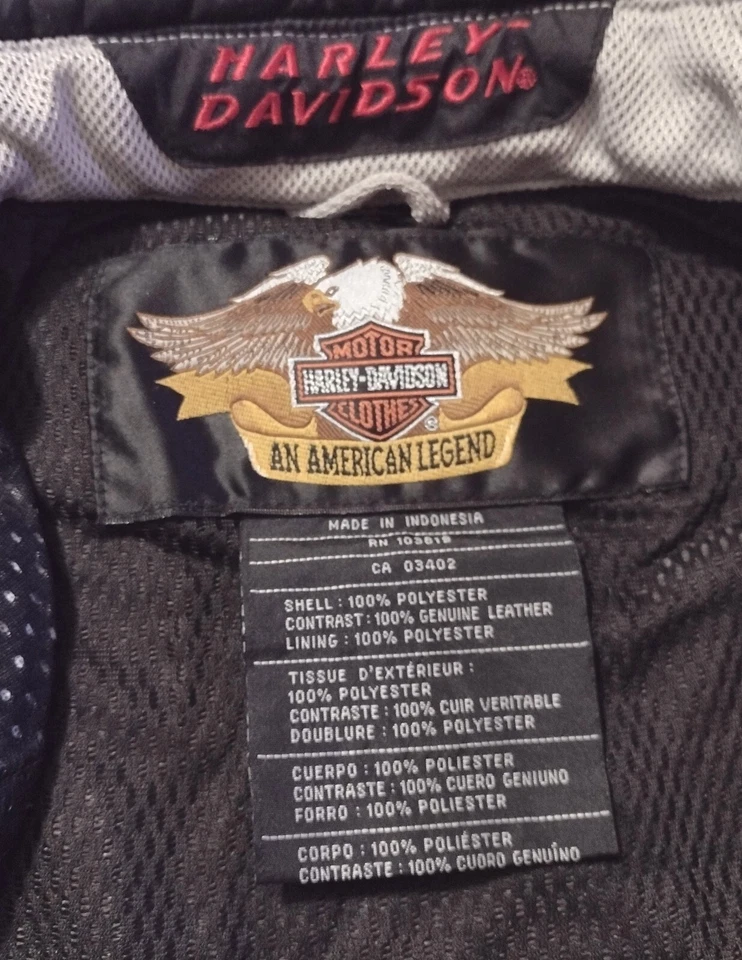 HARLEY-
DAVIDSON®
MOTOR
HARLEY-DAVIDSON
CLOTHES
®
AN AMERICAN LEGEND
MADE IN INDONESIA
RN 103819
CA 03402
SHELL : 100% POLYESTER
CONTRAST : 100% GENUINE LEATHER
LINING : 100% POLYESTER
TISSUE D'EXTÉRIEUR :
100% POLYESTER
CONTRASTE : 100% CUIR VERITABLE
DOUBLURE : 100% POLYESTER
CUERPO : 100% POLIESTER
CONTRASTE : 100% CUERO GENIUNO
FORRO : 100% POLIESTER
CORPO : 100% POLIÉSTER
CONTRASTE : 100% CUORO GENUÍNO